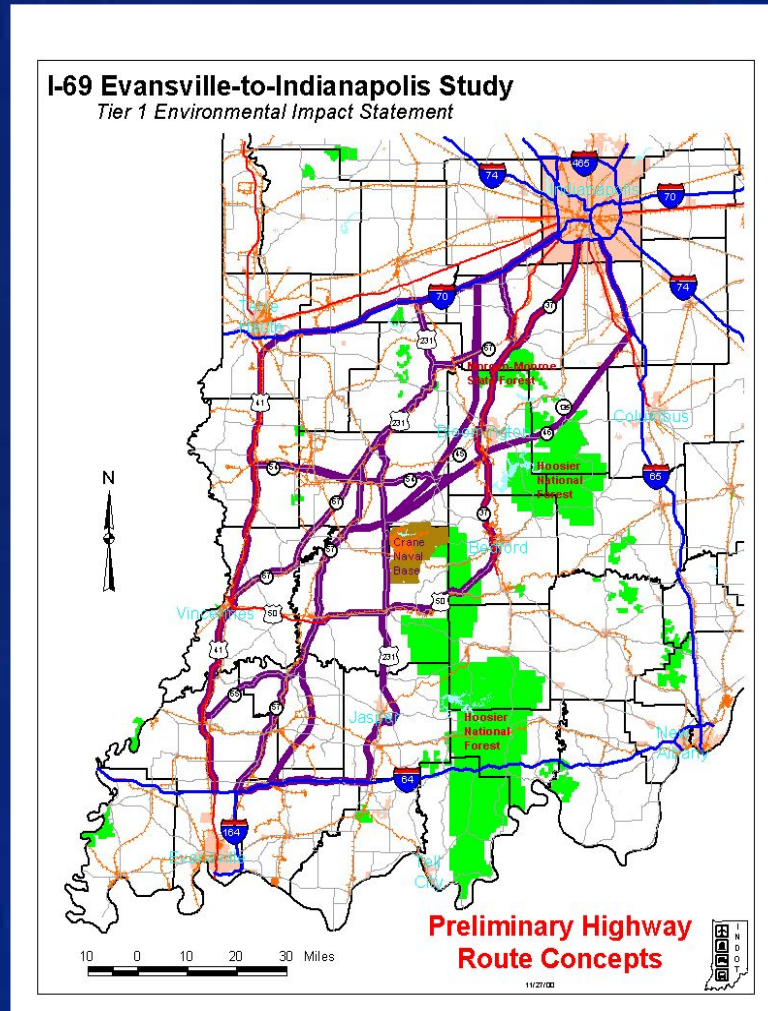 I-69 Evansville-to-Indianapolis Study
Tier 1 Environmental Impact Statement
465
74
Indianapolis
70
74
70
Terre
Haute
37
231
67
Morgan-Monroe
State Forest
41
231
135
Columbus
Bloomington
46
45
54
54
Hoosier
National
Forest
65
67
37
N
Crane
Naval
Base
57
Bedford
67
50
Vincennes
50
41
231
68
57
Jasper
Hoosier
National
Forest
New
Albany
64
164
Evansville
Tell
City
Preliminary Highway
Route Concepts
10 0 10 20 30 Miles
11/27/00
INDOT